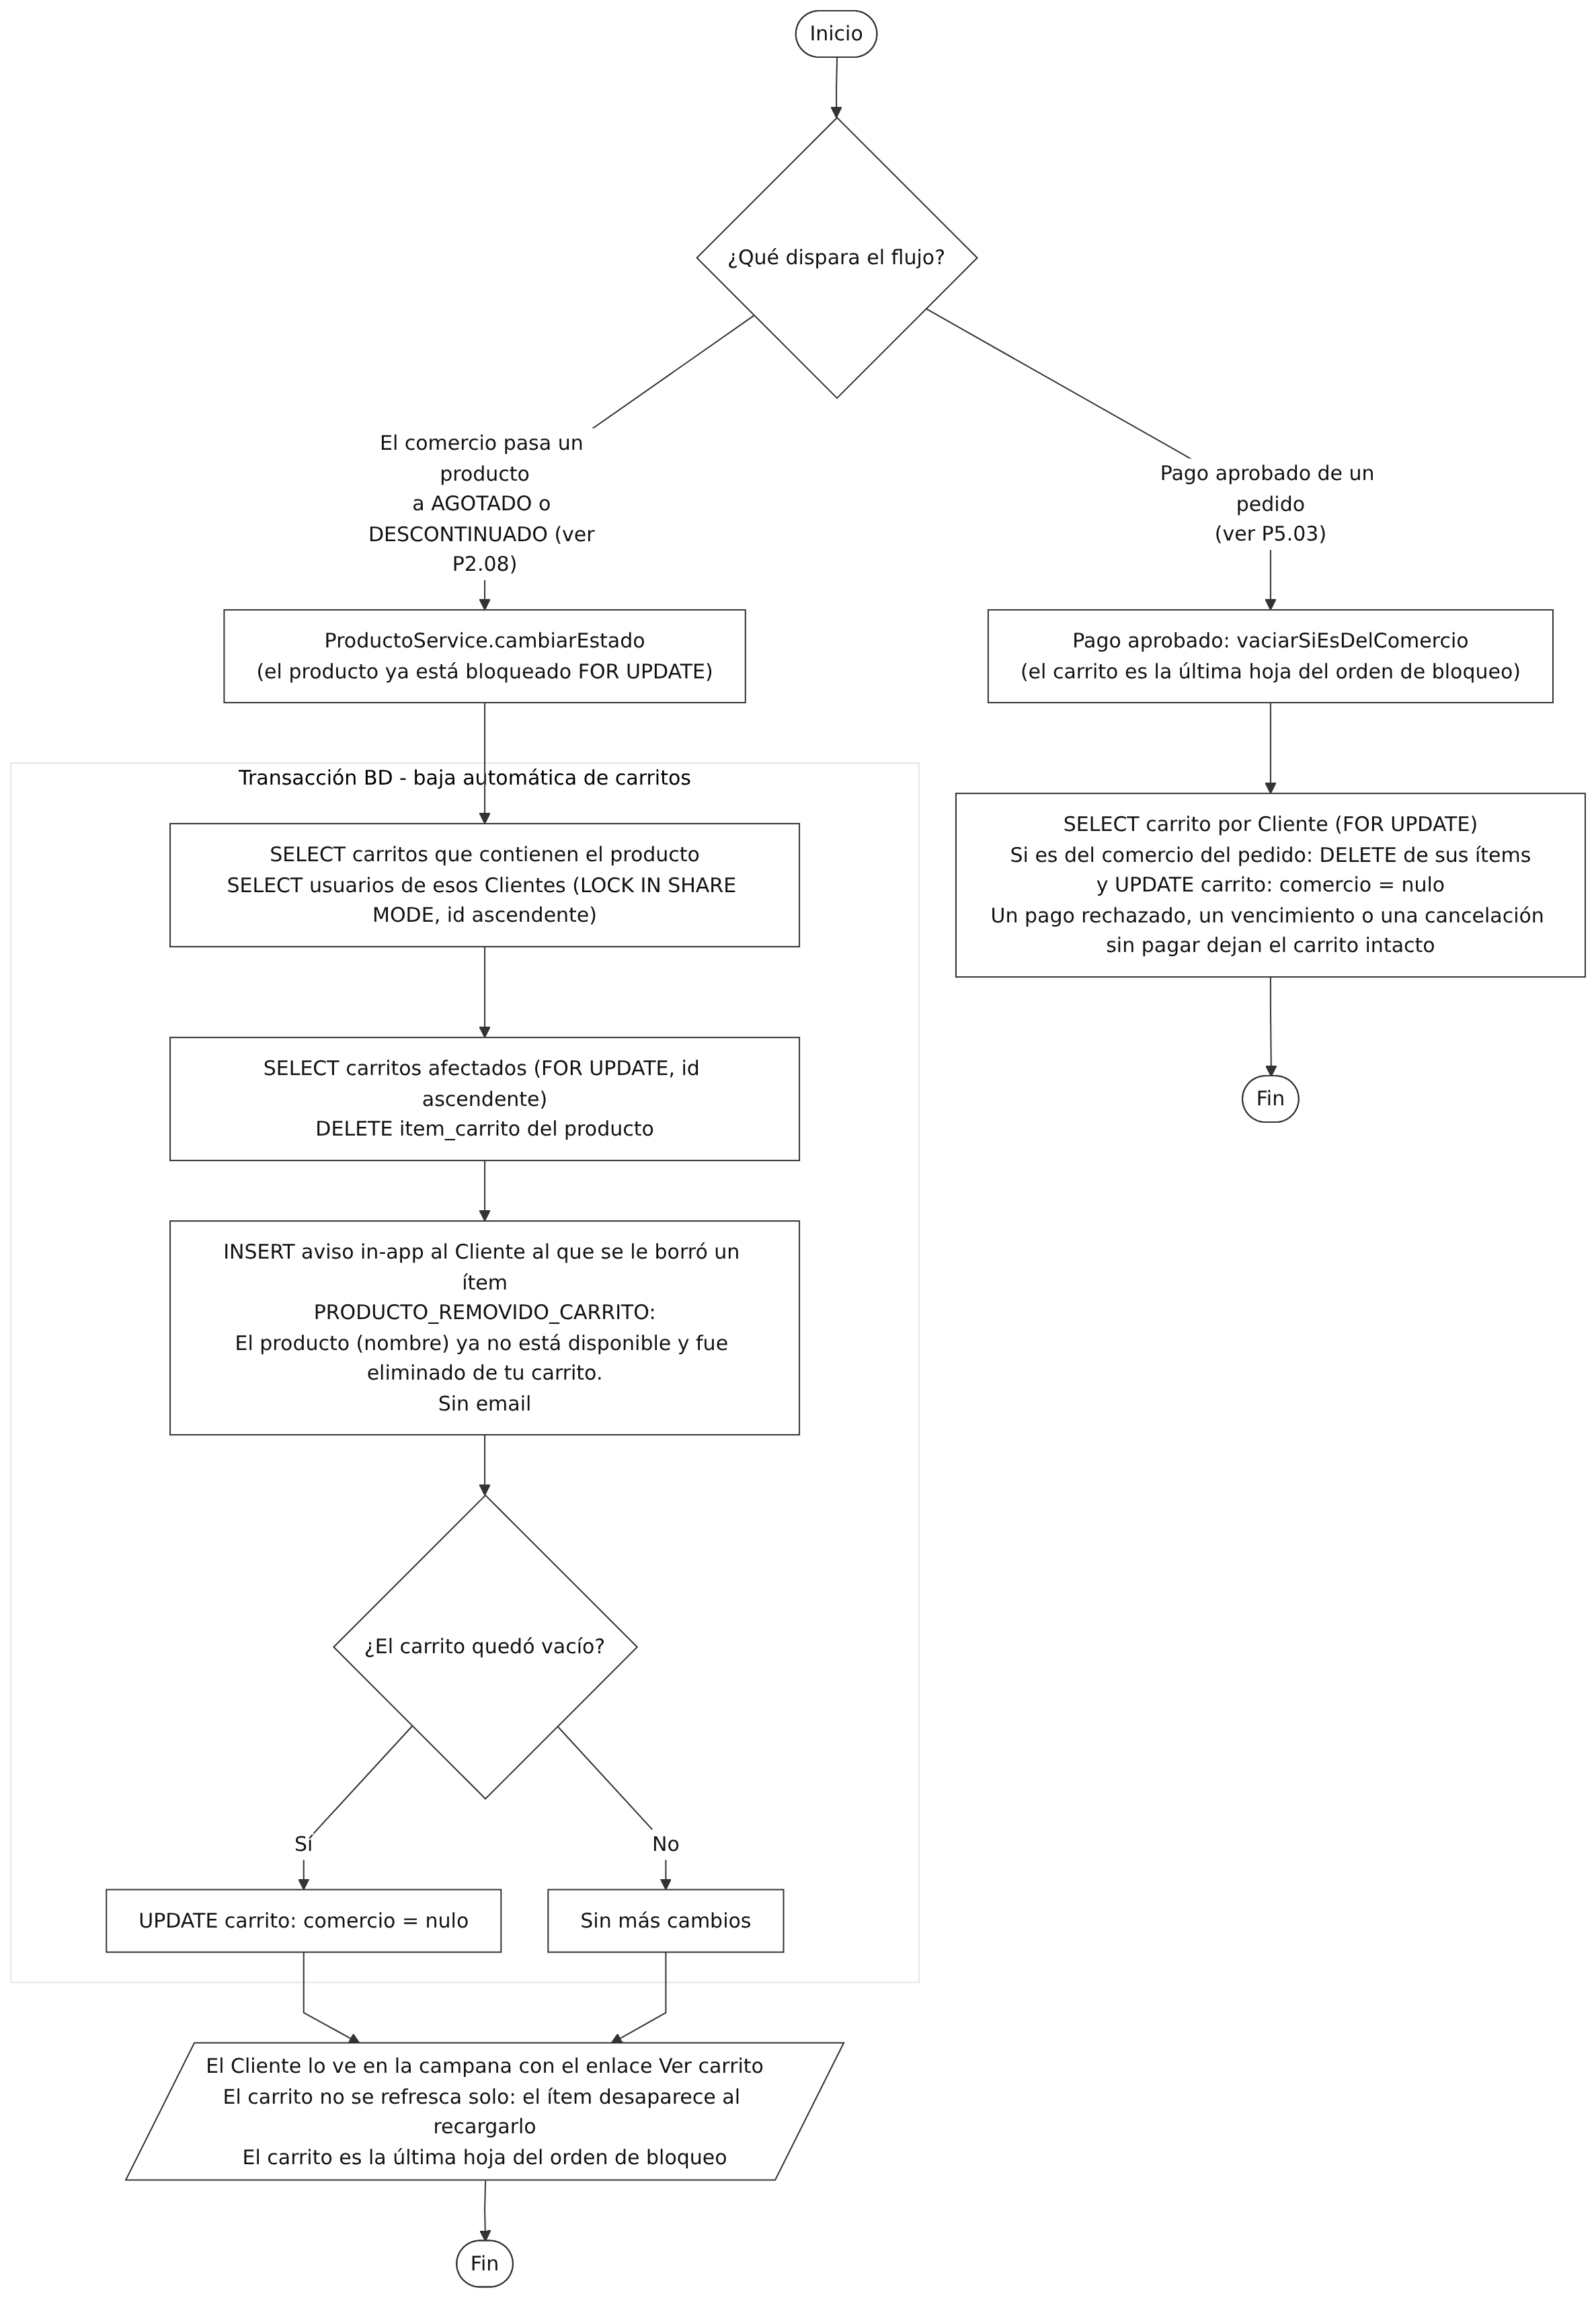 Inicio
¿Qué dispara el flujo?
El comercio pasa un
producto
a AGOTADO o
DESCONTINUADO (ver
P2.08)
Pago aprobado de un
pedido
(ver P5.03)
ProductoService.cambiarEstado
(el producto ya está bloqueado FOR UPDATE)
Pago aprobado: vaciarSiEsDelComercio
(el carrito es la última hoja del orden de bloqueo)
Transacción BD - baja automática de carritos
SELECT carritos que contienen el producto
SELECT usuarios de esos Clientes (LOCK IN SHARE
MODE, id ascendente)
SELECT carrito por Cliente (FOR UPDATE)
Si es del comercio del pedido: DELETE de sus ítems
y UPDATE carrito: comercio = nulo
Un pago rechazado, un vencimiento o una cancelación
sin pagar dejan el carrito intacto
SELECT carritos afectados (FOR UPDATE, id
ascendente)
DELETE item_carrito del producto
Fin
INSERT aviso in-app al Cliente al que se le borró un
ítem
PRODUCTO_REMOVIDO_CARRITO:
El producto (nombre) ya no está disponible y fue
eliminado de tu carrito.
Sin email
¿El carrito quedó vacío?
Sí
No
UPDATE carrito: comercio = nulo
Sin más cambios
El Cliente lo ve en la campana con el enlace Ver carrito
El carrito no se refresca solo: el ítem desaparece al
recargarlo
El carrito es la última hoja del orden de bloqueo
Fin